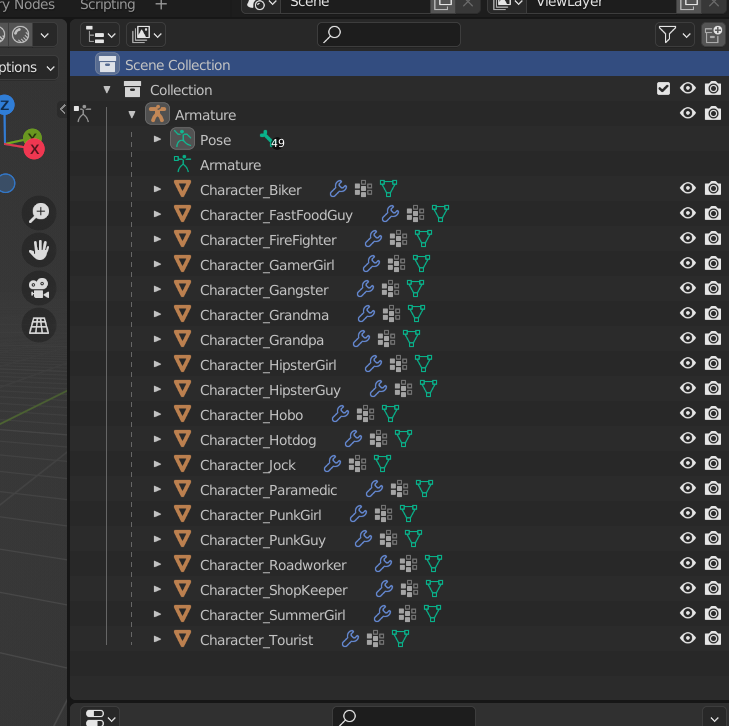 ry Nodes Scripting + Scene ViewLayer
ptions
Scene Collection
Collection
Armature
Pose 49
Armature
Character_Biker
Character_FastFoodGuy
Character_FireFighter
Character_GamerGirl
Character_Gangster
Character_Grandma
Character_Grandpa
Character_HipsterGirl
Character_HipsterGuy
Character_Hobo
Character_Hotdog
Character_Jock
Character_Paramedic
Character_PunkGirl
Character_PunkGuy
Character_Roadworker
Character_ShopKeeper
Character_SummerGirl
Character_Tourist
Z
Y
X